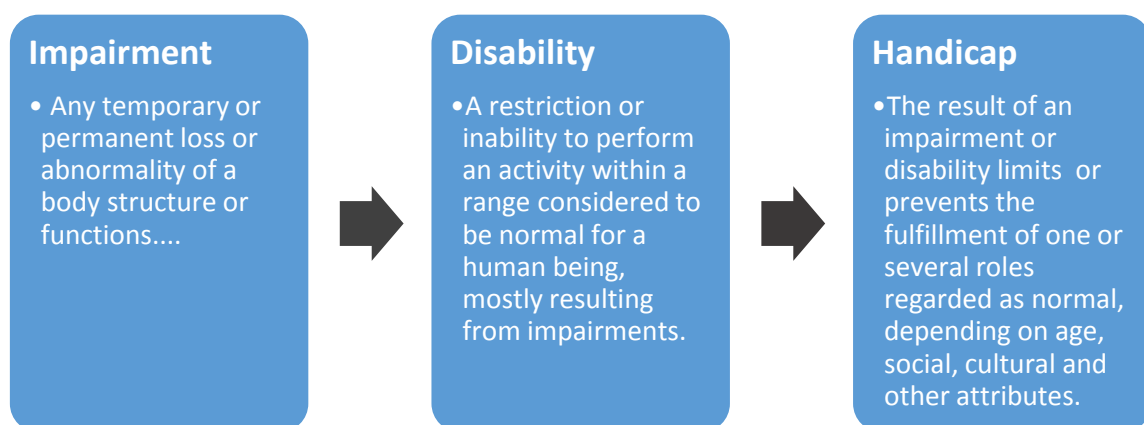 Impairment
• Any temporary or
permanent loss or
abnormality of a
body structure or
functions....
Disability
•A restriction or
inability to perform
an activity within a
range considered to
be normal for a
human being,
mostly resulting
from impairments.
Handicap
•The result of an
impairment or
disability limits  or
prevents the
fulfillment of one or
several roles
regarded as normal,
depending on age,
social, cultural and
other attributes.